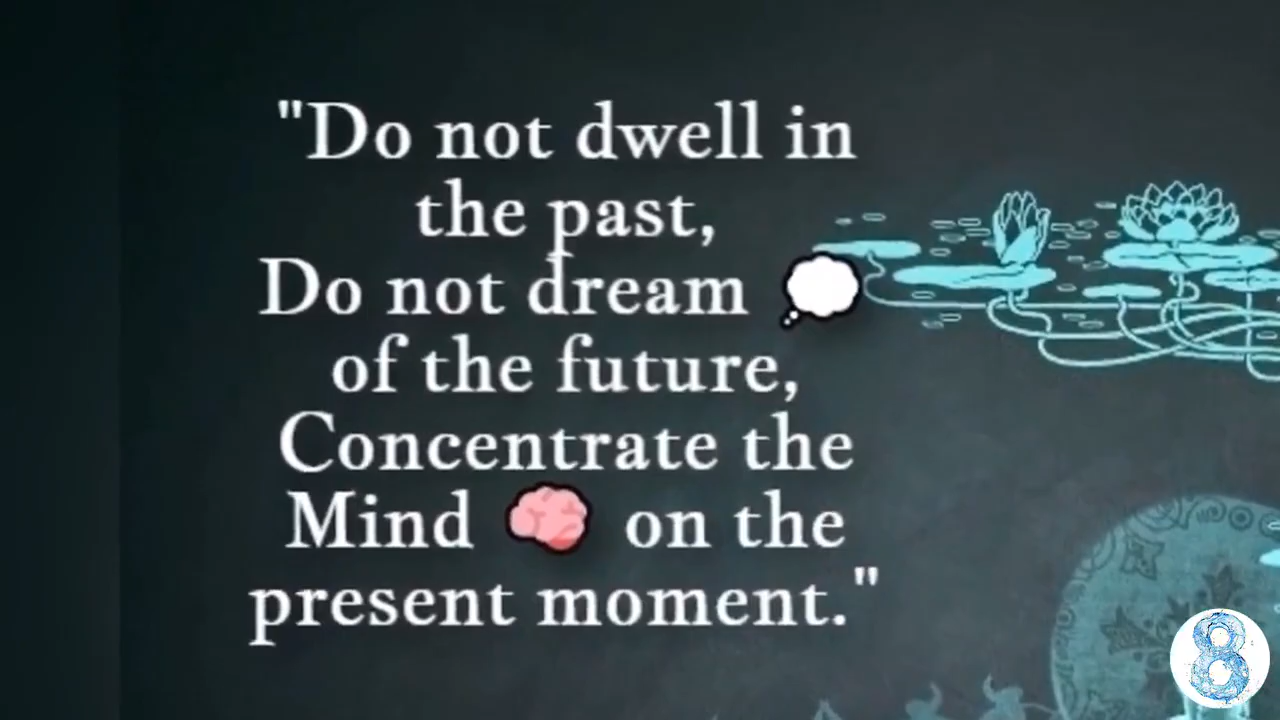 "Do not dwell in
the past,
Do not dream 💭
of the future,
Concentrate the
Mind 🧠 on the
present moment."
8